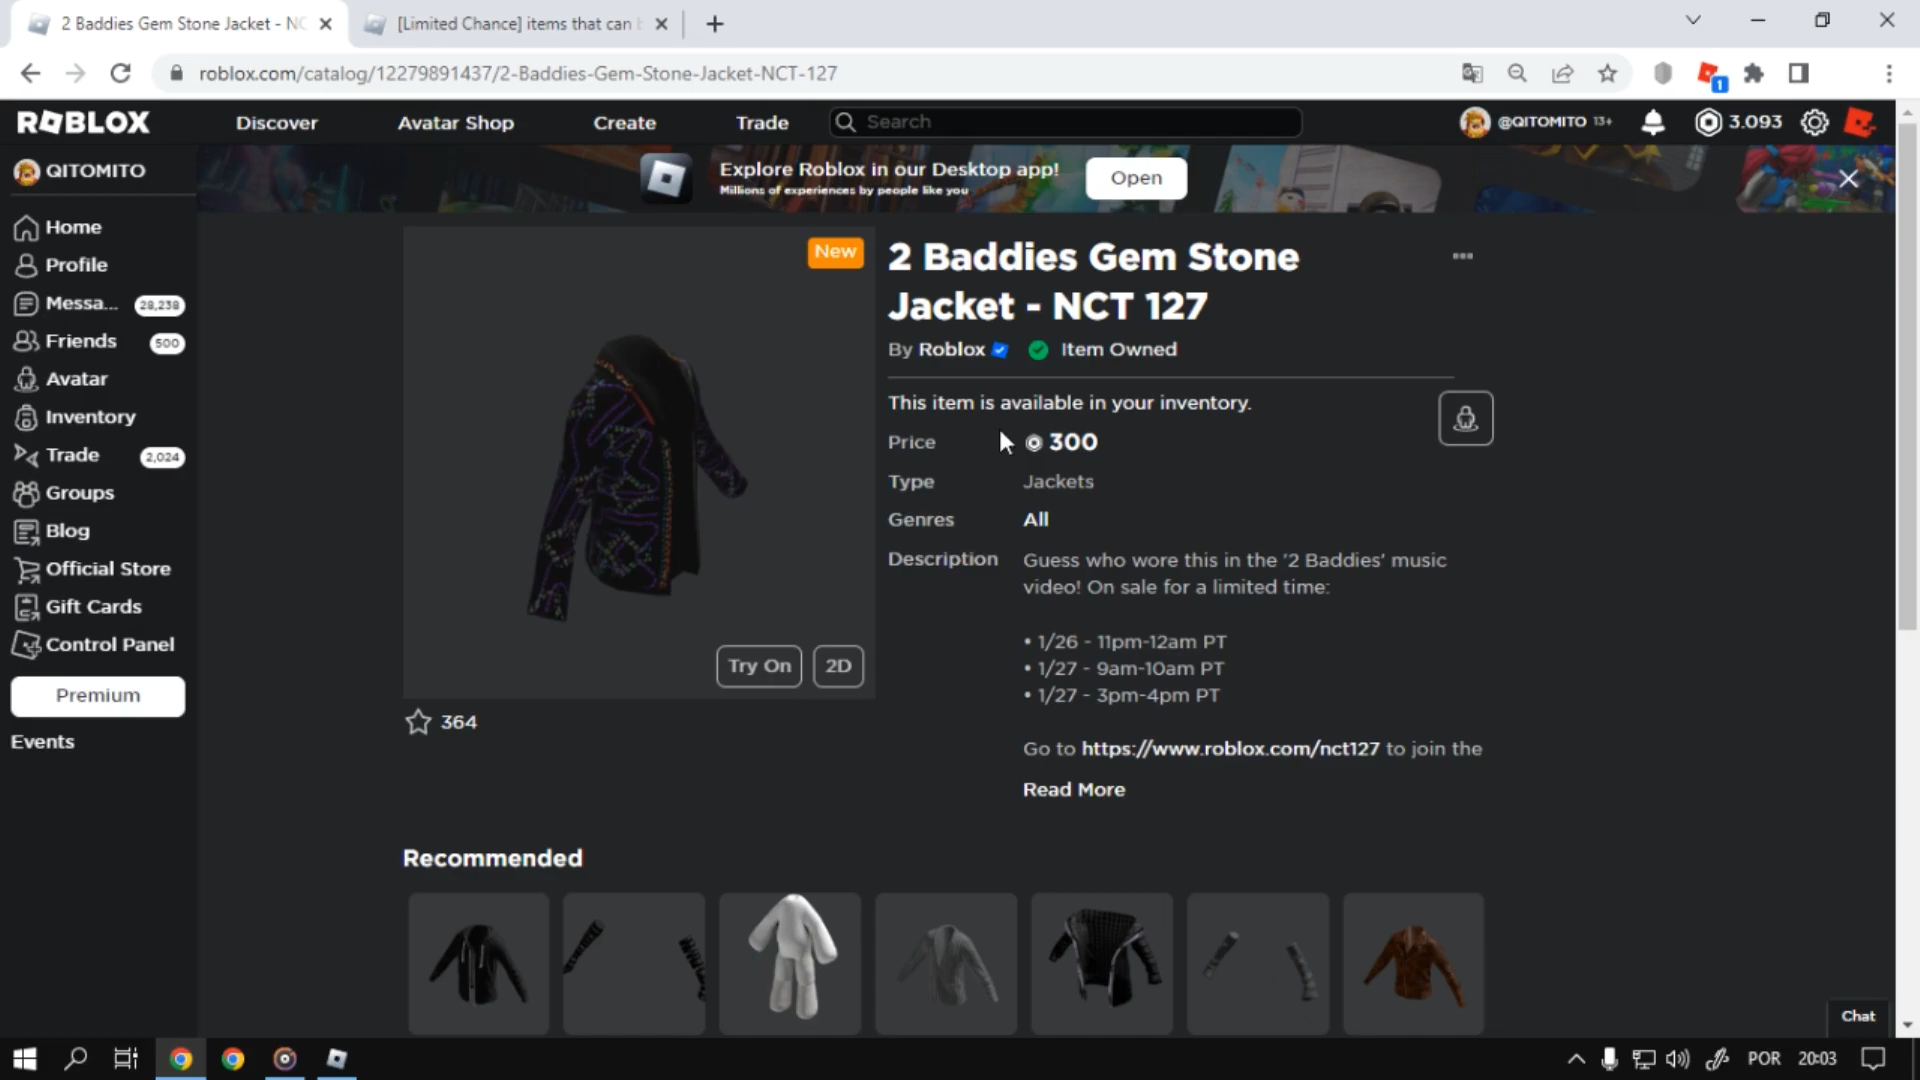 2 Baddies Gem Stone Jacket - NC
[Limited Chance] items that can
roblox.com/catalog/12279891437/2-Baddies-Gem-Stone-Jacket-NCT-127
1
ROBLOX
Discover
Avatar Shop
Create
Trade
Search
@QITOMITO 13+
3.093
QITOMITO
Explore Roblox in our Desktop app!
Millions of experiences by people like you
Open
Home
Profile
Messa... 28,238
Friends 500
Avatar
Inventory
Trade 2,024
Groups
Blog
Official Store
Gift Cards
Control Panel
Premium
Events
New
Try On
2D
364
2 Baddies Gem Stone
Jacket - NCT 127
By Roblox Item Owned
This item is available in your inventory.
Price 300
Type Jackets
Genres All
Description Guess who wore this in the '2 Baddies' music
video! On sale for a limited time:
• 1/26 - 11pm-12am PT
• 1/27 - 9am-10am PT
• 1/27 - 3pm-4pm PT
Go to https://www.roblox.com/nct127 to join the
Read More
Recommended
Chat
POR
20:03